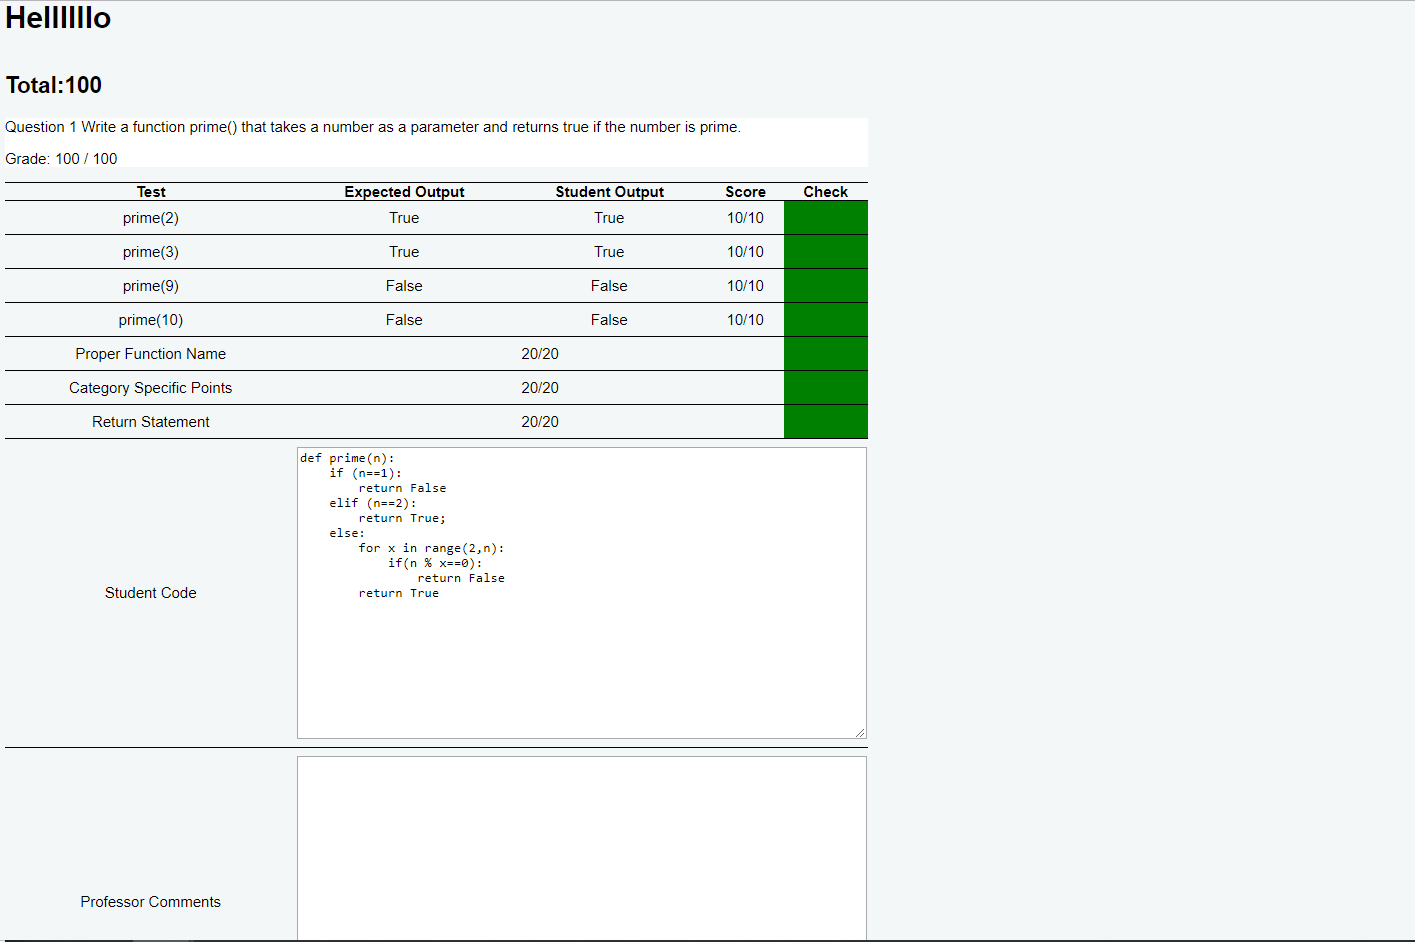 Hellllllo
Total:100
Question 1 Write a function prime() that takes a number as a parameter and returns true if the number is prime.
Grade: 100 / 100
Test Expected Output Student Output Score Check
prime(2) True True 10/10
prime(3) True True 10/10
prime(9) False False 10/10
prime(10) False False 10/10
Proper Function Name 20/20
Category Specific Points 20/20
Return Statement 20/20
Student Code
def prime(n):
    if (n==1):
        return False
    elif (n==2):
        return True;
    else:
        for x in range(2,n):
            if(n % x==0):
                return False
        return True
Professor Comments